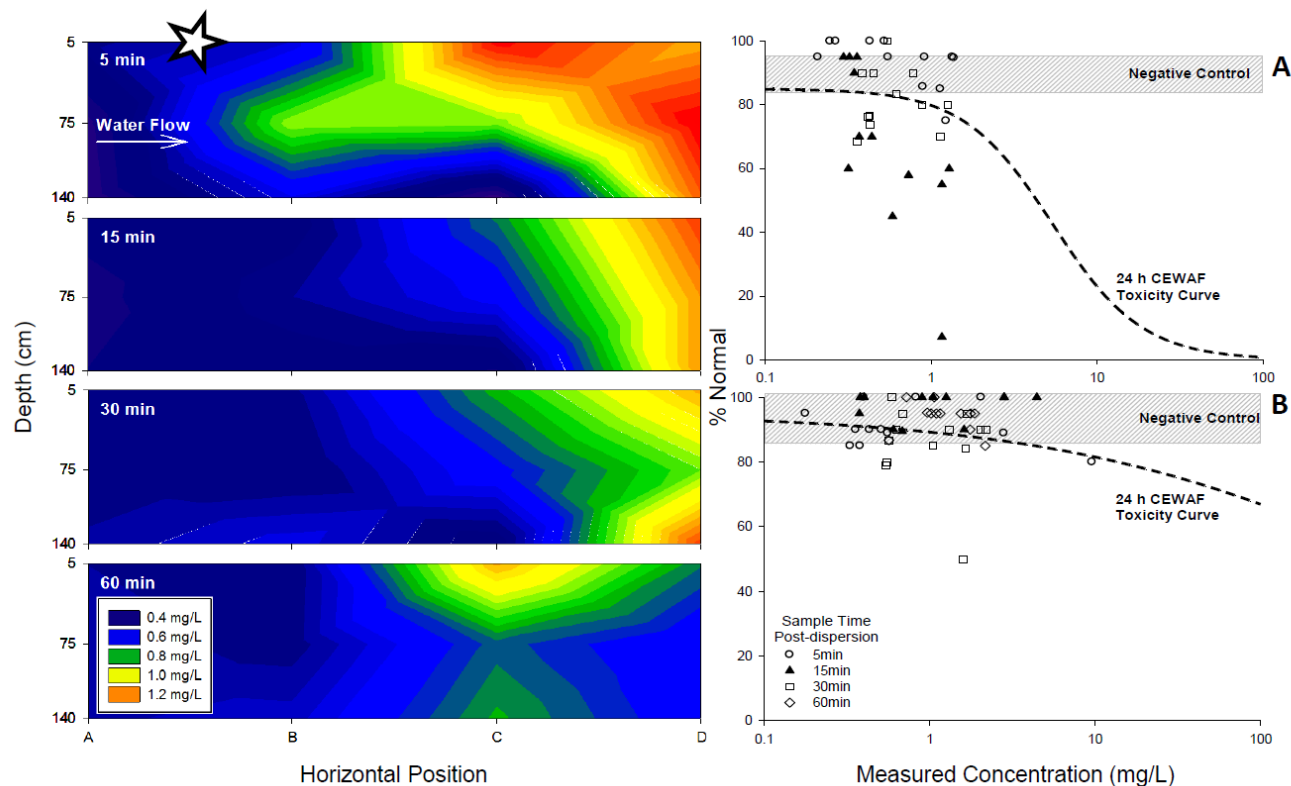 5 min
5
75
140
Water Flow
15 min
5
75
140
30 min
5
75
140
60 min
5
75
140
0.4 mg/L
0.6 mg/L
0.8 mg/L
1.0 mg/L
1.2 mg/L
A B C D
Depth (cm)
Horizontal Position
100
80
60
40
20
0
0.1 1 10 100
Negative Control
A
24 h CEWAF
Toxicity Curve
% Normal
100
80
60
40
20
0
0.1 1 10 100
Negative Control
B
24 h CEWAF
Toxicity Curve
Sample Time
Post-dispersion
5min
15min
30min
60min
Measured Concentration (mg/L)